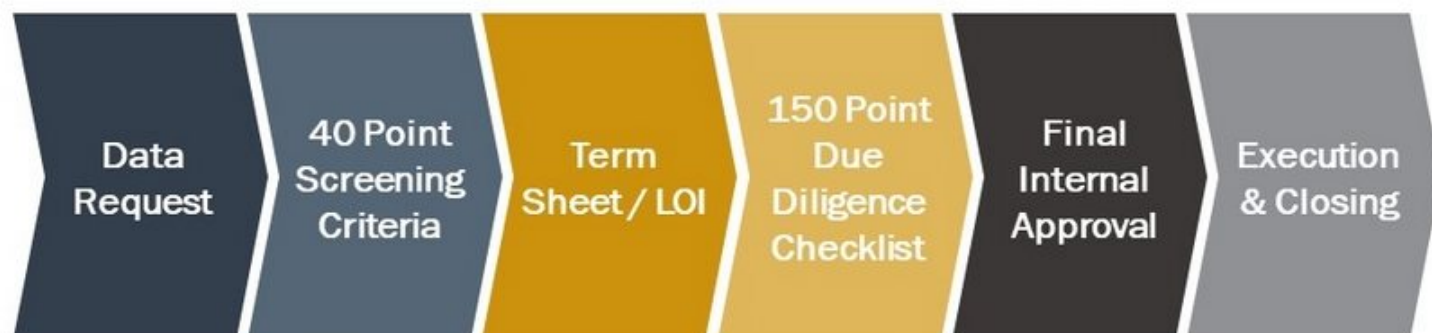 Data
Request
40 Point
Screening
Criteria
Term
Sheet / LOI
150 Point
Due
Diligence
Checklist
Final
Internal
Approval
Execution
& Closing